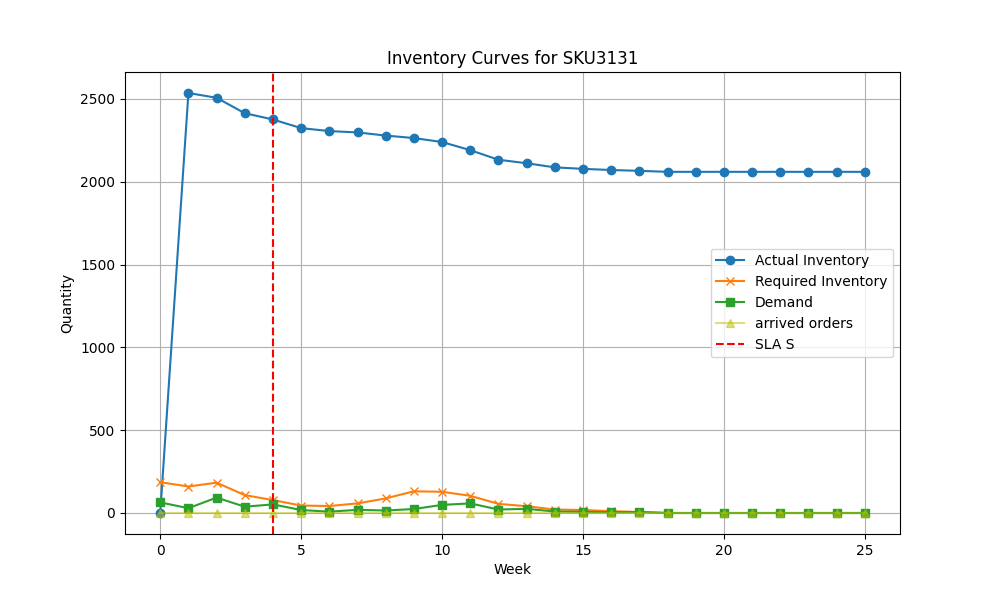 Inventory Curves for SKU3131
Quantity
2500
2000
1500
1000
500
0
Actual Inventory
Required Inventory
Demand
arrived orders
SLA S
0 5 10 15 20 25
Week